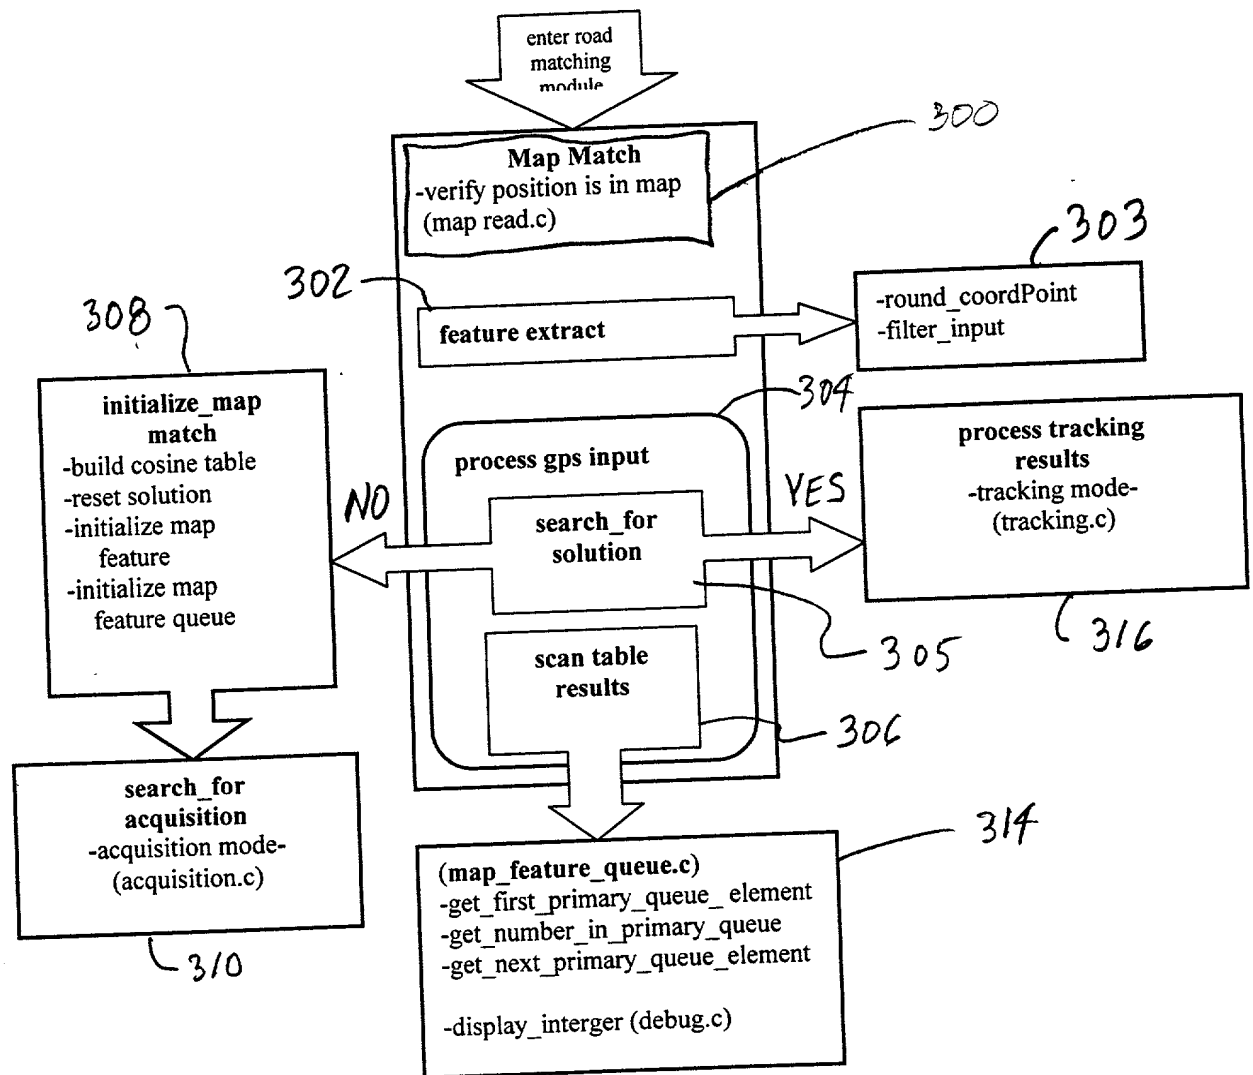 enter road
matching
module
300
Map Match
-verify position is in map
(map read.c)
303
302
-round_coordPoint
-filter_input
308
feature extract
304
initialize_map
match
-build cosine table
-reset solution
-initialize map
feature
-initialize map
feature queue
process gps input
NO
YES
search_for
solution
process tracking
results
-tracking mode-
(tracking.c)
305
316
scan table
results
306
search_for
acquisition
-acquisition mode-
(acquisition.c)
310
314
(map_feature_queue.c)
-get_first_primary_queue_ element
-get_number_in_primary_queue
-get_next_primary_queue_element
-display_interger (debug.c)